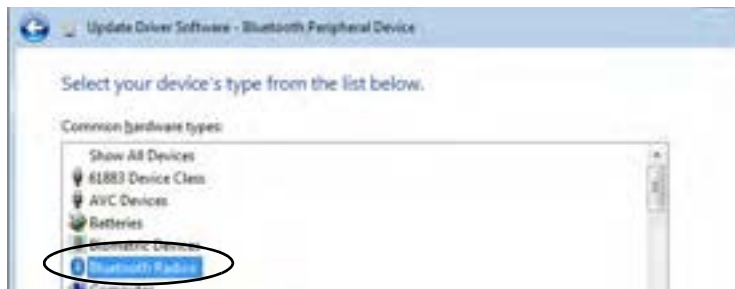 Update Driver Software - Bluetooth Peripheral Device
Select your device's type from the list below.
Common hardware types:
Show All Devices
61883 Device Class
AVC Devices
Batteries
Biometric Devices
Bluetooth Radios
Computer